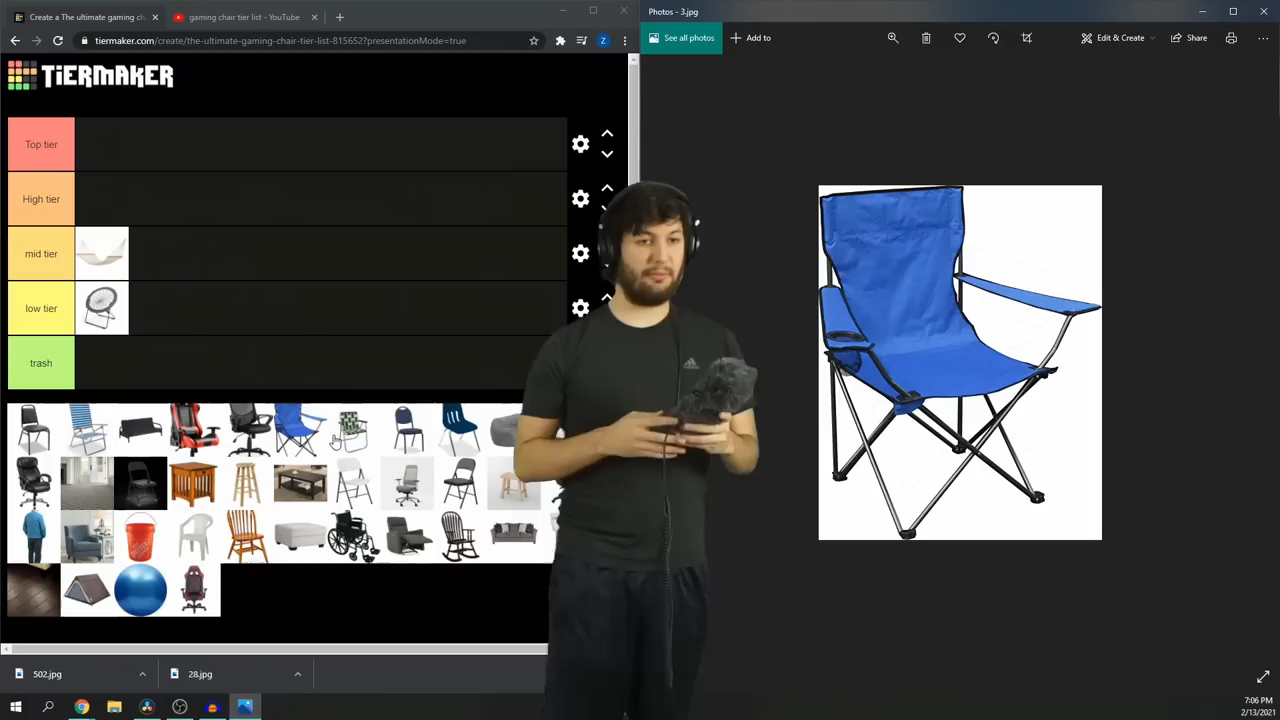 Create a The ultimate gaming ch
gaming chair tier list - YouTube
tiermaker.com/create/the-ultimate-gaming-chair-tier-list-815652?presentationMode=true
Z
TIERMAKER
Top tier
High tier
mid tier
low tier
trash
502.jpg
28.jpg
Photos - 3.jpg
See all photos
Add to
Edit & Create
Share
7:06 PM
2/13/2021